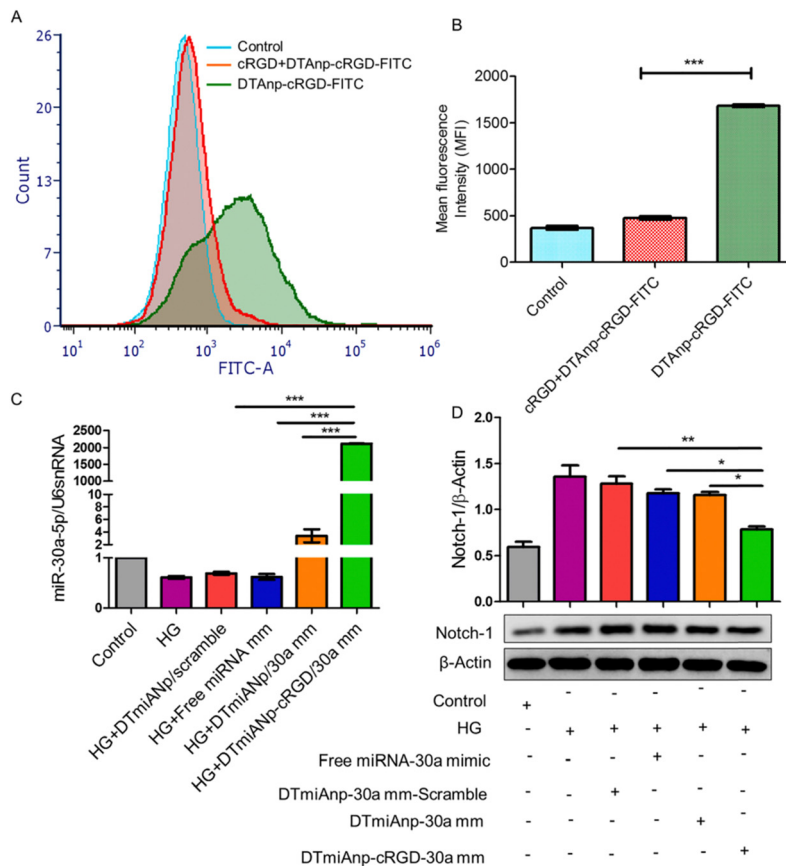 A
26
20
13
7
0
Count
10¹ 10² 10³ 10⁴ 10⁵ 10⁶
FITC-A
Control
cRGD+DTAnp-cRGD-FITC
DTAnp-cRGD-FITC
B
***
2000
1500
1000
500
0
Mean fluorescence
Intensity (MFI)
Control
cRGD+DTAnp-cRGD-FITC
DTAnp-cRGD-FITC
C
***
***
***
miR-30a-5p/U6snRNA
2500
2000
1500
1000
10
8
6
4
2
1
0
Control
HG
HG+DTmiANp/scramble
HG+Free miRNA mm
HG+DTmiANp/30a mm
HG+DTmiANp-cRGD/30a mm
D
**
*
*
Notch-1/β-Actin
2.0
1.5
1.0
0.5
0.0
Notch-1
β-Actin
Control + - - - - -
HG - + + + + +
Free miRNA-30a mimic - - - + - -
DTmiAnp-30a mm-Scramble - - + - - -
DTmiAnp-30a mm - - - - + -
DTmiAnp-cRGD-30a mm - - - - - +